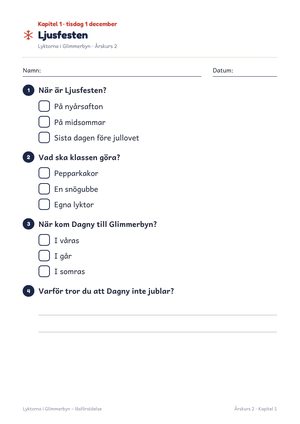 Kapitel 1 · tisdag 1 december
Ljusfesten
Lyktorna i Glimmerbyn · Årskurs 2
Namn:
Datum:
1 När är Ljusfesten?
På nyårsafton
På midsommar
Sista dagen före jullovet
2 Vad ska klassen göra?
Pepparkakor
En snögubbe
Egna lyktor
3 När kom Dagny till Glimmerbyn?
I våras
I går
I somras
4 Varför tror du att Dagny inte jublar?
Lyktorna i Glimmerbyn – läsförståelse
Årskurs 2 · Kapitel 1